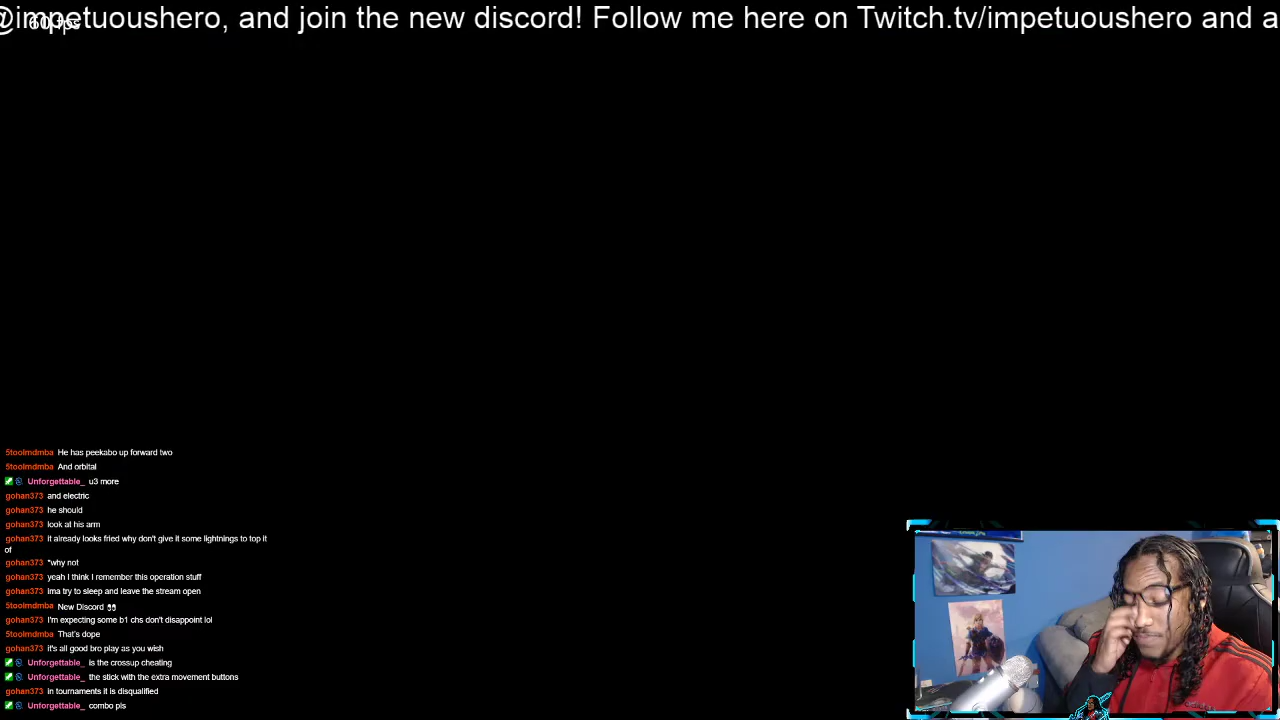 @impetuoushero, and join the new discord! Follow me here on Twitch.tv/impetuoushero and a
60 fps
5toolmdmba He has peekabo up forward two
5toolmdmba And orbital
Unforgettable_ u3 more
gohan373 and electric
gohan373 he should
gohan373 look at his arm
gohan373 it already looks fried why don't give it some lightnings to top it
of
gohan373 *why not
gohan373 yeah I think I remember this operation stuff
gohan373 Ima try to sleep and leave the stream open
5toolmdmba New Discord 👀
gohan373 I'm expecting some b1 chs don't disappoint lol
5toolmdmba That's dope
gohan373 it's all good bro play as you wish
Unforgettable_ is the crossup cheating
Unforgettable_ the stick with the extra movement buttons
gohan373 in tournaments it is disqualified
Unforgettable_ combo pls